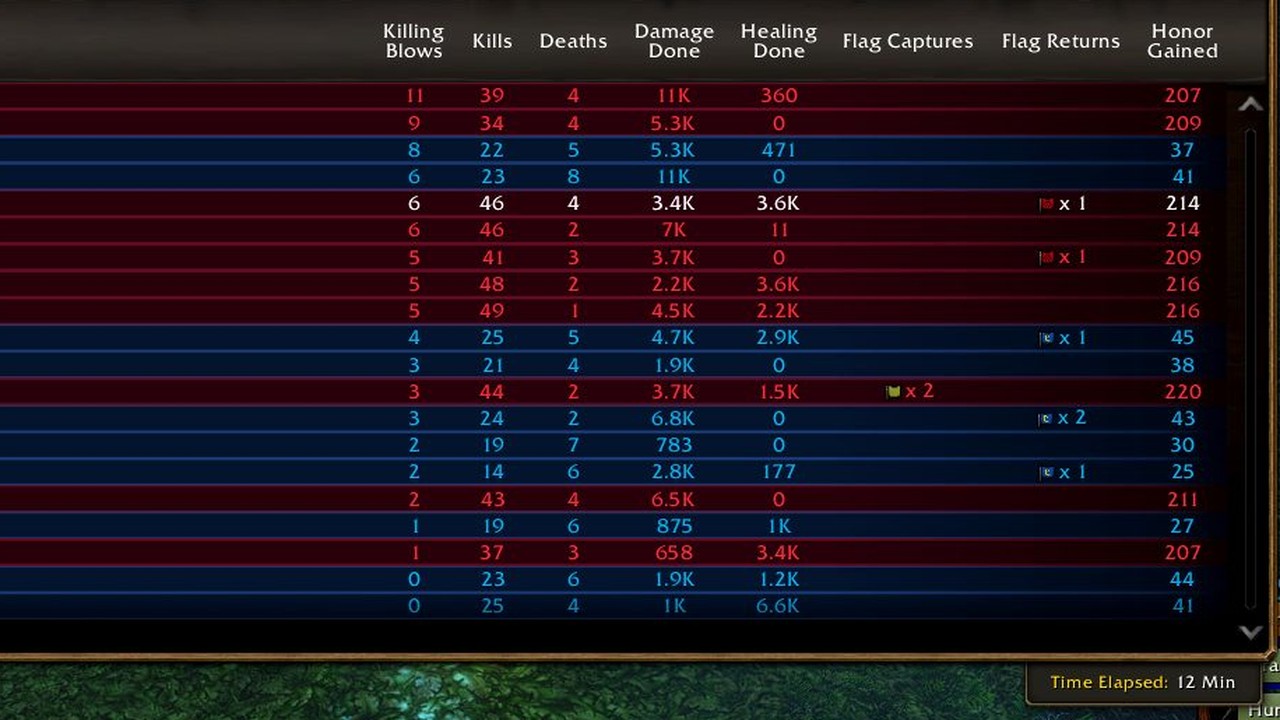 Killing Blows Kills Deaths Damage Done Healing Done Flag Captures Flag Returns Honor Gained
11 39 4 11K 360 207
9 34 4 5.3K 0 209
8 22 5 5.3K 471 37
6 23 8 11K 0 41
6 46 4 3.4K 3.6K x 1 214
6 46 2 7K 11 214
5 41 3 3.7K 0 x 1 209
5 48 2 2.2K 3.6K 216
5 49 1 4.5K 2.2K 216
4 25 5 4.7K 2.9K x 1 45
3 21 4 1.9K 0 38
3 44 2 3.7K 1.5K x 2 220
3 24 2 6.8K 0 x 2 43
2 19 7 783 0 30
2 14 6 2.8K 177 x 1 25
2 43 4 6.5K 0 211
1 19 6 875 1K 27
1 37 3 658 3.4K 207
0 23 6 1.9K 1.2K 44
0 25 4 1K 6.6K 41
Time Elapsed: 12 Min